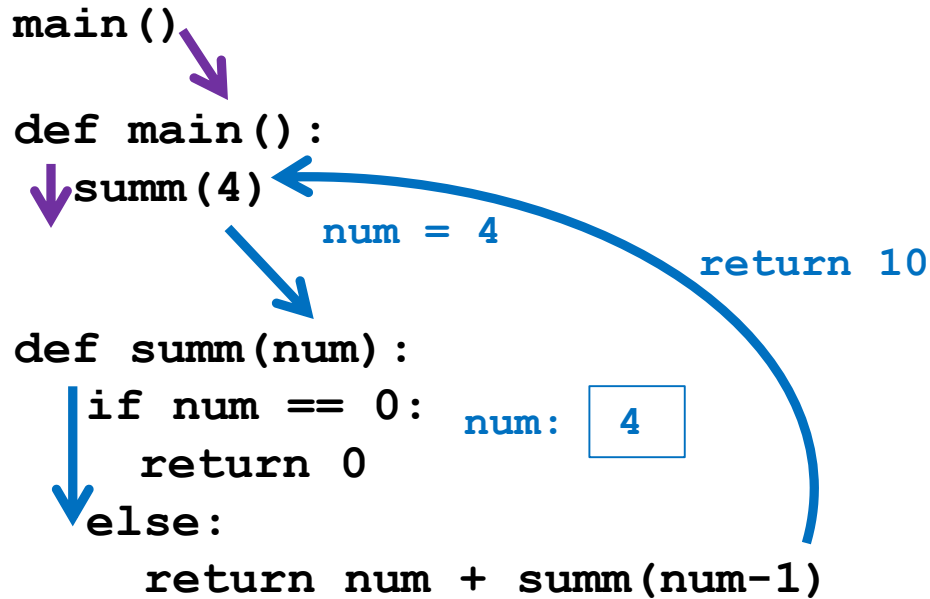 main()
def main():
summ(4)
num = 4
return 10
def summ(num):
if num == 0:
num: 4
return 0
else:
return num + summ(num-1)